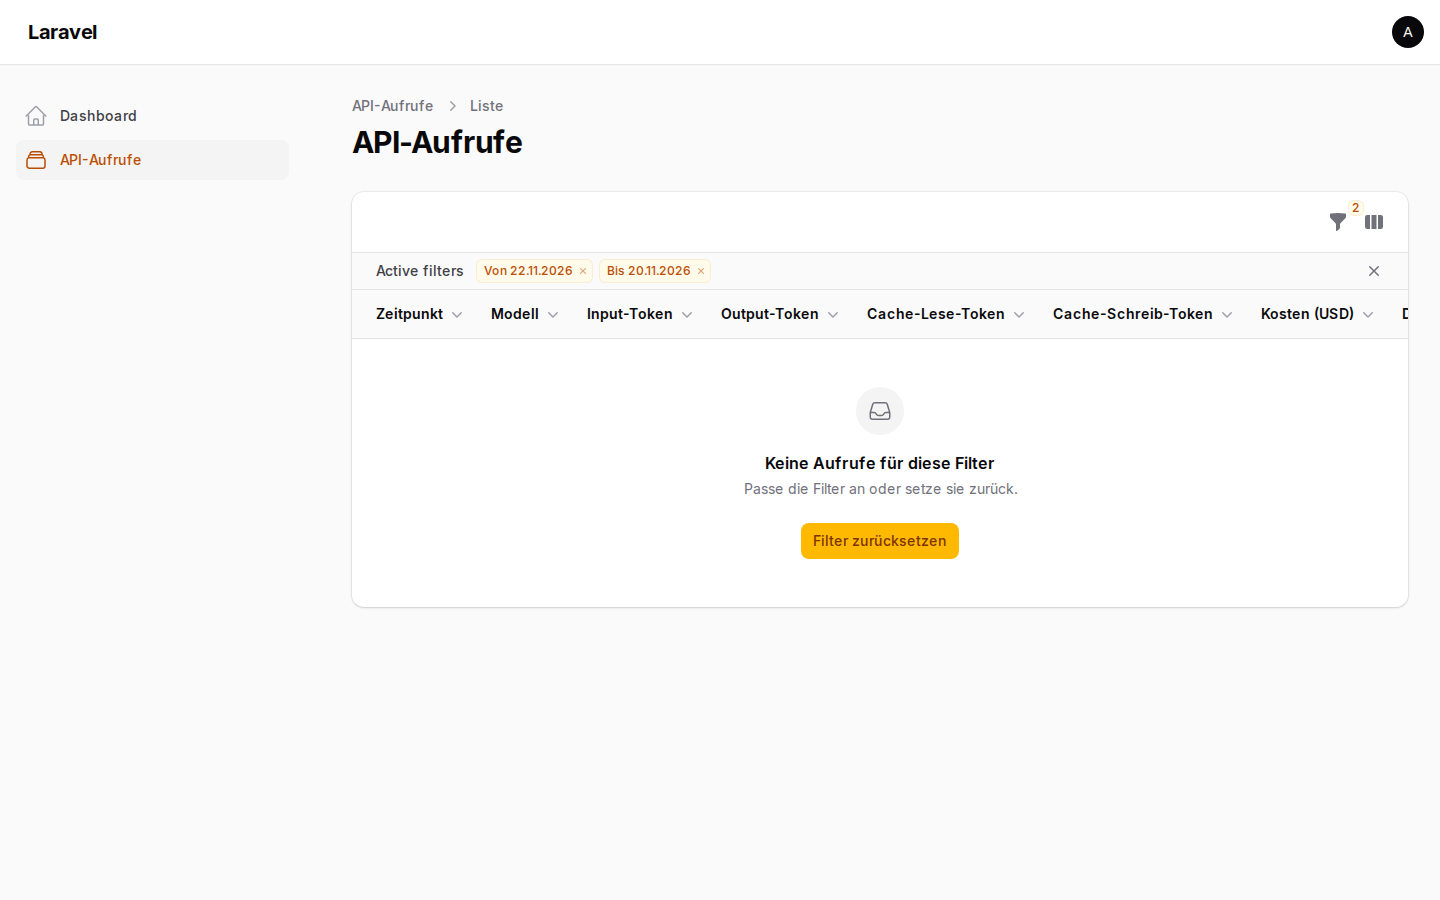 Laravel
A
Dashboard
API-Aufrufe
API-Aufrufe > Liste
API-Aufrufe
2
Active filters Von 22.11.2026 × Bis 20.11.2026 ×
Zeitpunkt Modell Input-Token Output-Token Cache-Lese-Token Cache-Schreib-Token Kosten (USD)
Keine Aufrufe für diese Filter
Passe die Filter an oder setze sie zurück.
Filter zurücksetzen